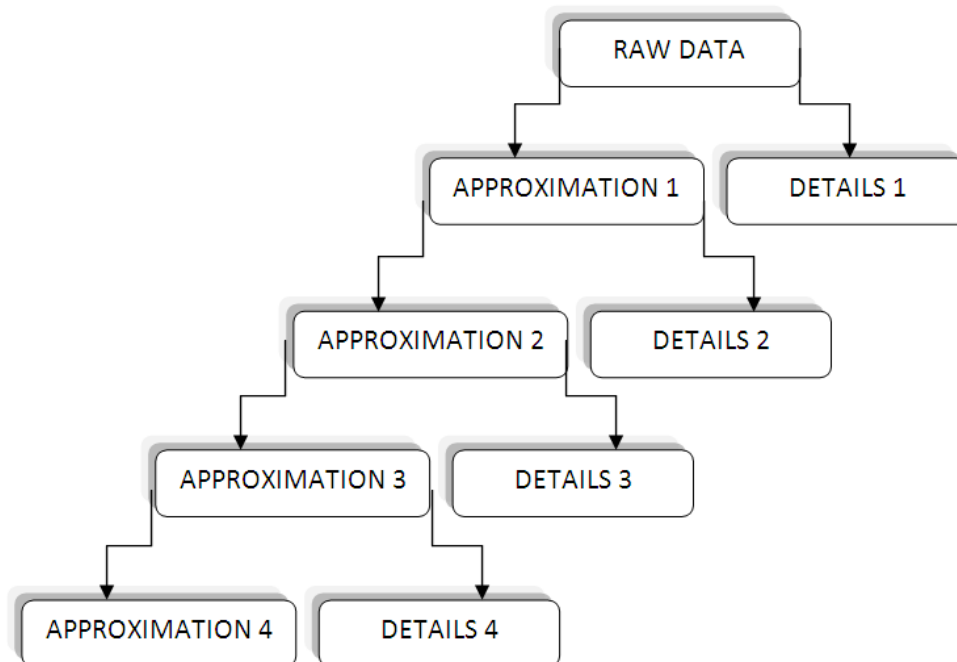 RAW DATA
APPROXIMATION 1
DETAILS 1
APPROXIMATION 2
DETAILS 2
APPROXIMATION 3
DETAILS 3
APPROXIMATION 4
DETAILS 4